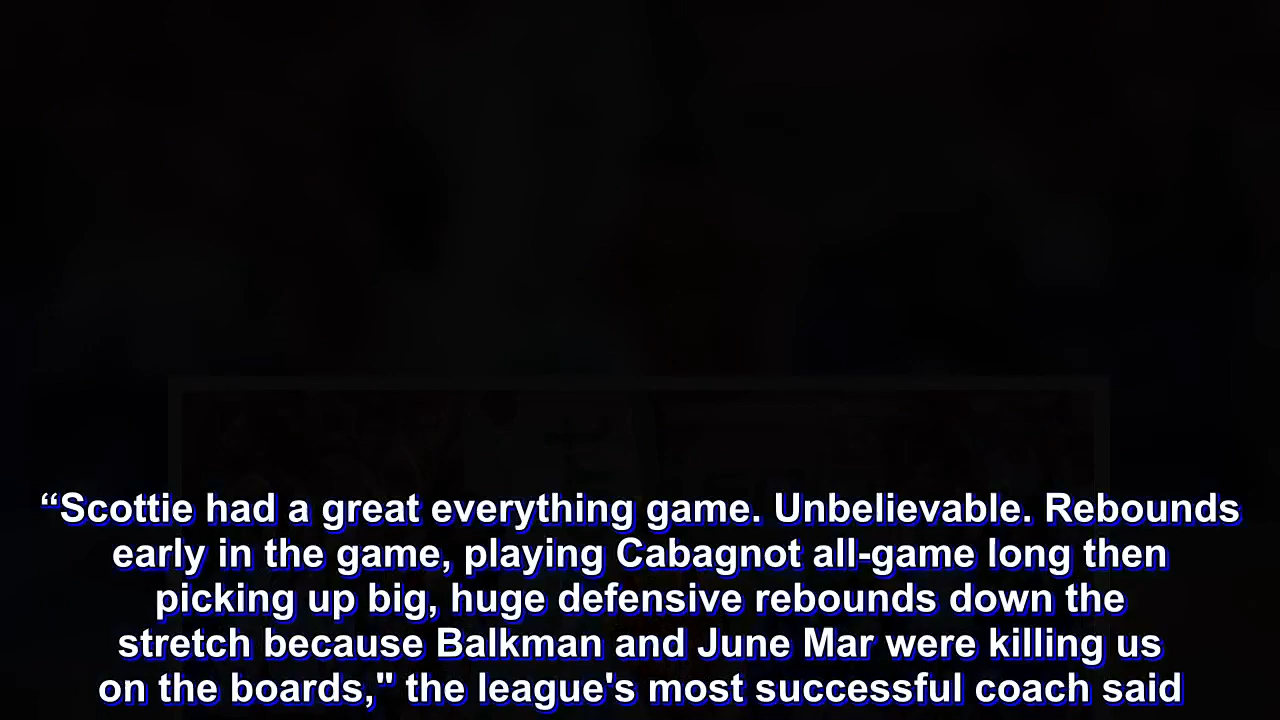 “Scottie had a great everything game. Unbelievable. Rebounds
early in the game, playing Cabagnot all-game long then
picking up big, huge defensive rebounds down the
stretch because Balkman and June Mar were killing us
on the boards," the league's most successful coach said